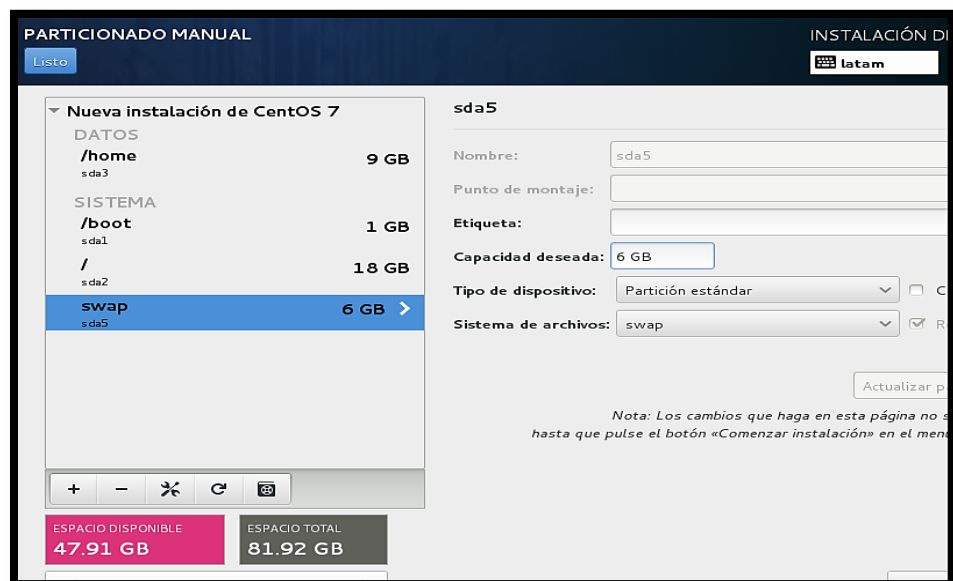 PARTICIONADO MANUAL
Listo
INSTALACIÓN
latam
Nueva instalación de CentOS 7
DATOS
/home
9 GB
sda3
SISTEMA
/boot
1 GB
sda1
/
18 GB
sda2
swap
6 GB
sda5
ESPACIO DISPONIBLE
47.91 GB
ESPACIO TOTAL
81.92 GB
sda5
Nombre:
sda5
Punto de montaje:
Etiqueta:
Capacidad deseada:
6 GB
Tipo de dispositivo:
Partición estándar
C
Sistema de archivos:
swap
R
Actualizar p
Nota: Los cambios que haga en esta página no s
hasta que pulse el botón «Comenzar instalación» en el men